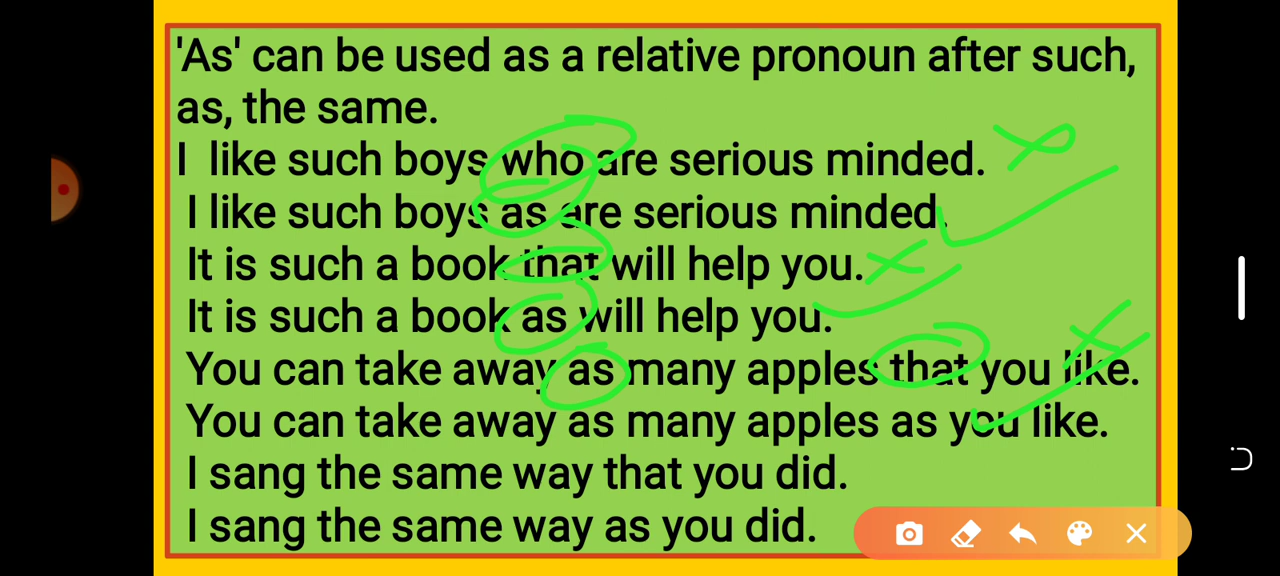 'As' can be used as a relative pronoun after such,
as, the same.
I like such boys who are serious minded.
I like such boys as are serious minded.
It is such a book that will help you.
It is such a book as will help you.
You can take away as many apples that you like.
You can take away as many apples as you like.
I sang the same way that you did.
I sang the same way as you did.